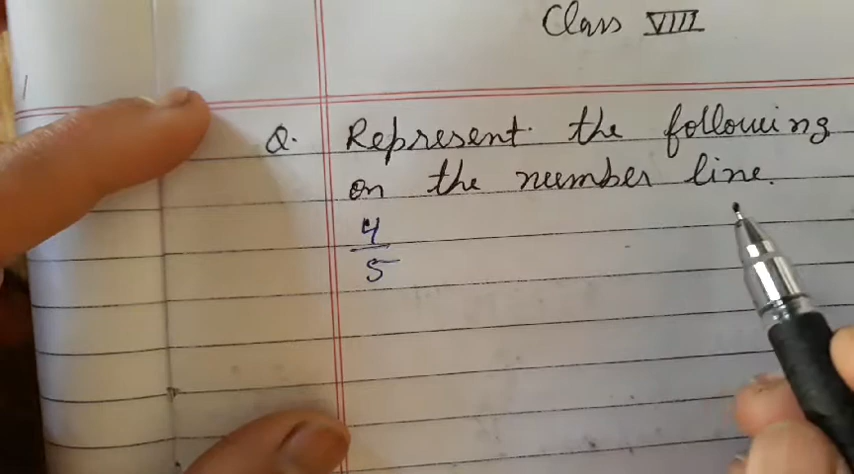 Class VIII
Q. Represent the following
on the number line.
4
5